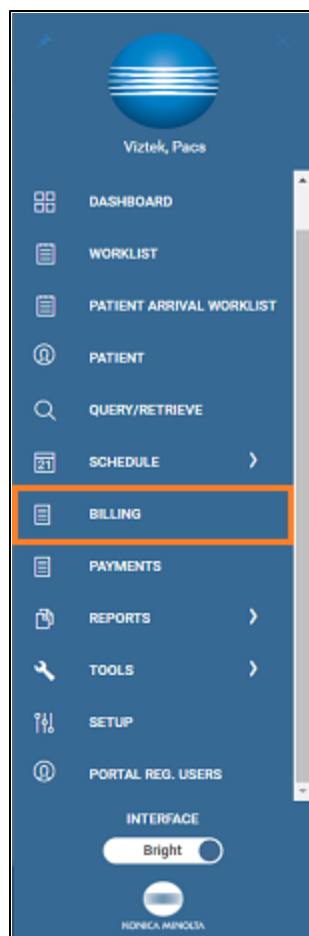 Viztek, Pacs
DASHBOARD
WORKLIST
PATIENT ARRIVAL WORKLIST
PATIENT
QUERY/RETRIEVE
21
SCHEDULE
BILLING
PAYMENTS
REPORTS
TOOLS
SETUP
PORTAL REG. USERS
INTERFACE
Bright
KONICA MINOLTA